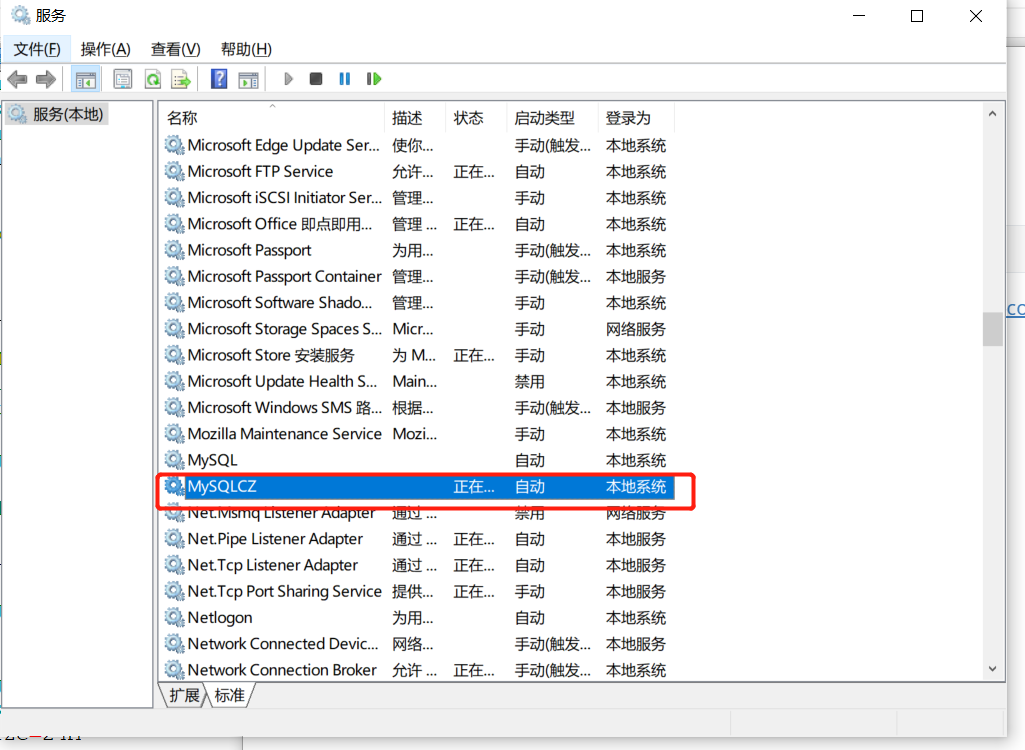 服务
文件(F) 操作(A) 查看(V) 帮助(H)
服务(本地)
名称 描述 状态 启动类型 登录为
Microsoft Edge Update Ser... 使你... 手动(触发... 本地系统
Microsoft FTP Service 允许... 正在... 自动 本地系统
Microsoft iSCSI Initiator Ser... 管理... 手动 本地系统
Microsoft Office 即点即用... 管理 ... 正在... 自动 本地系统
Microsoft Passport 为用... 手动(触发... 本地系统
Microsoft Passport Container 管理... 手动(触发... 本地服务
Microsoft Software Shado... 管理... 手动 本地系统
Microsoft Storage Spaces S... Micr... 手动 网络服务
Microsoft Store 安装服务 为 M... 正在... 手动 本地系统
Microsoft Update Health S... Main... 禁用 本地系统
Microsoft Windows SMS 路... 根据... 手动(触发... 本地服务
Mozilla Maintenance Service Mozi... 手动 本地系统
MySQL 自动 本地系统
MySQLCZ 正在... 自动 本地系统
Net.Msmq Listener Adapter 通过 ... 禁用 网络服务
Net.Pipe Listener Adapter 通过 ... 正在... 自动 本地服务
Net.Tcp Listener Adapter 通过 ... 正在... 自动 本地服务
Net.Tcp Port Sharing Service 提供... 正在... 手动 本地服务
Netlogon 为用... 自动 本地系统
Network Connected Devic... 网络... 手动(触发... 本地服务
Network Connection Broker 允许 ... 正在... 手动(触发... 本地系统
扩展 标准